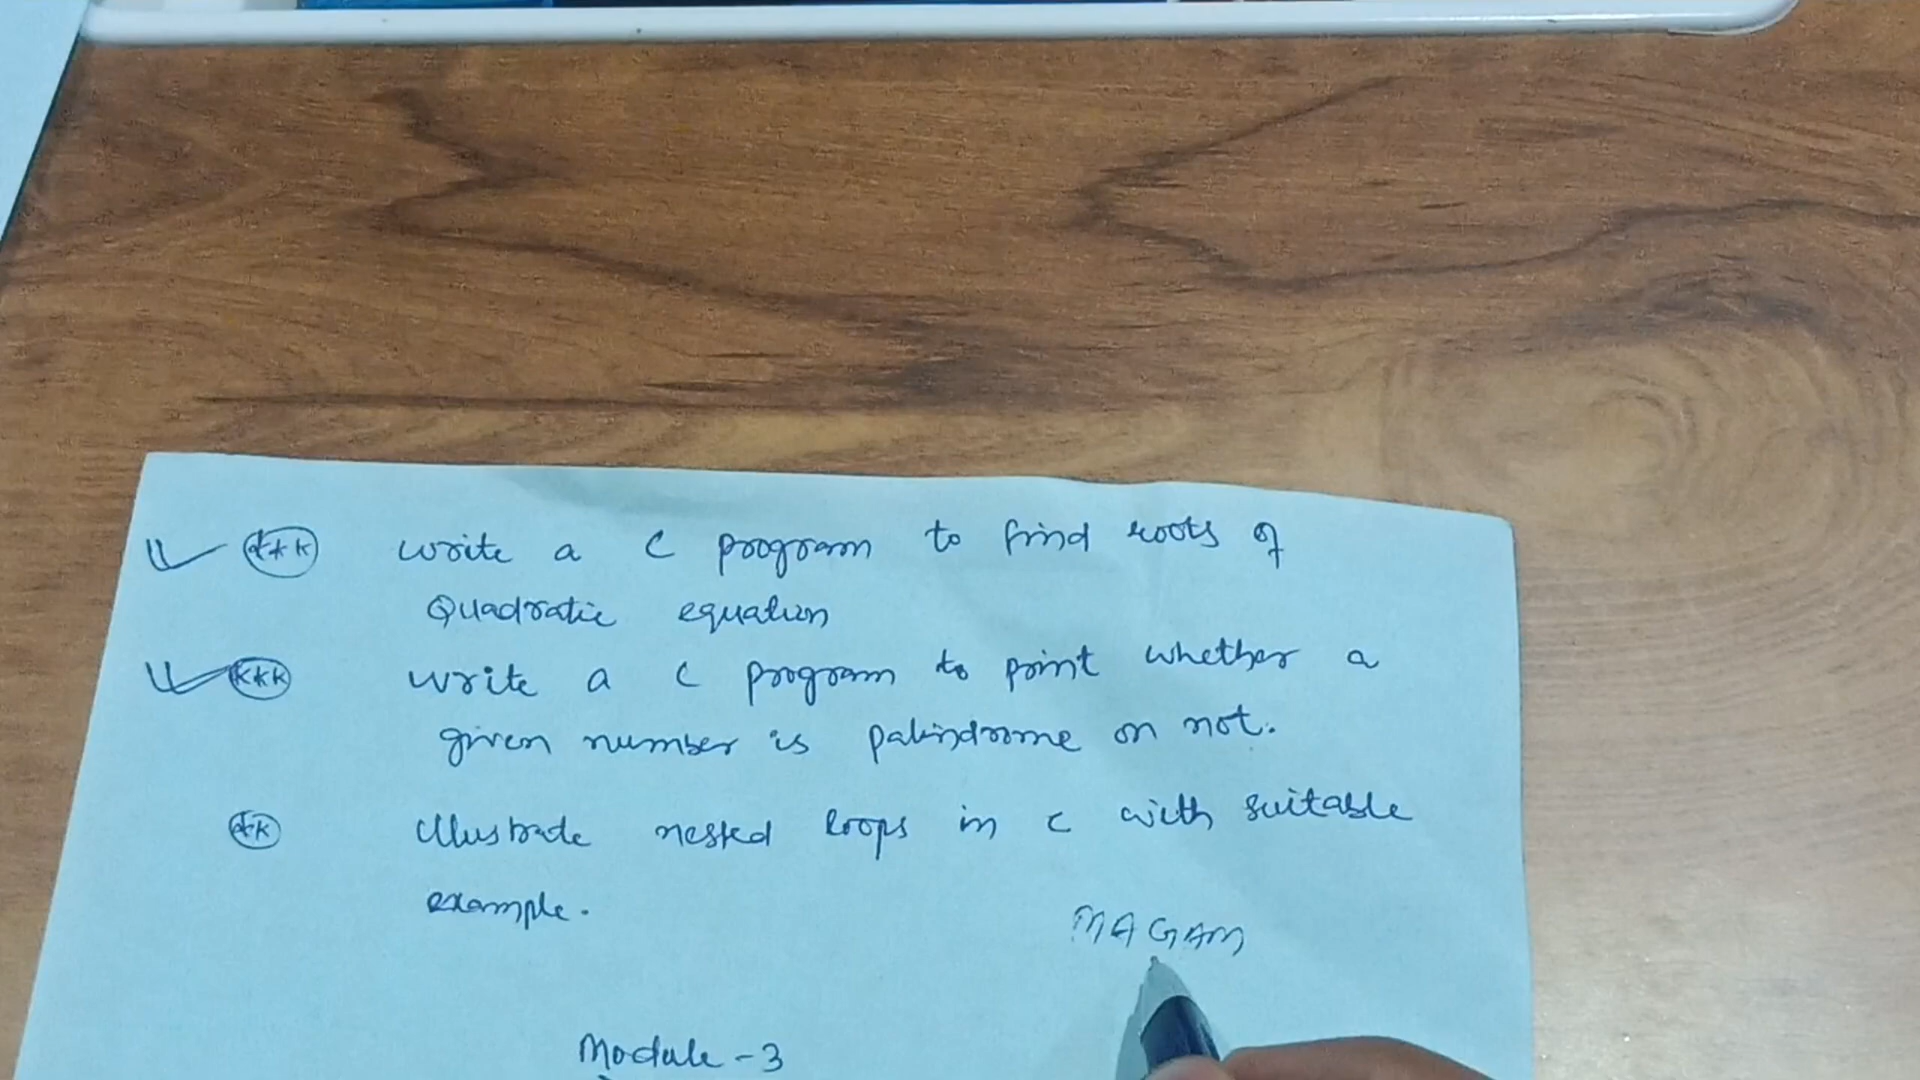 *** write a C program to find roots of
Quadratic equation
*** write a C program to print whether a
given number is palindrome or not.
** illustrate nested loops in C with suitable
example.
MAGAM
Module - 3